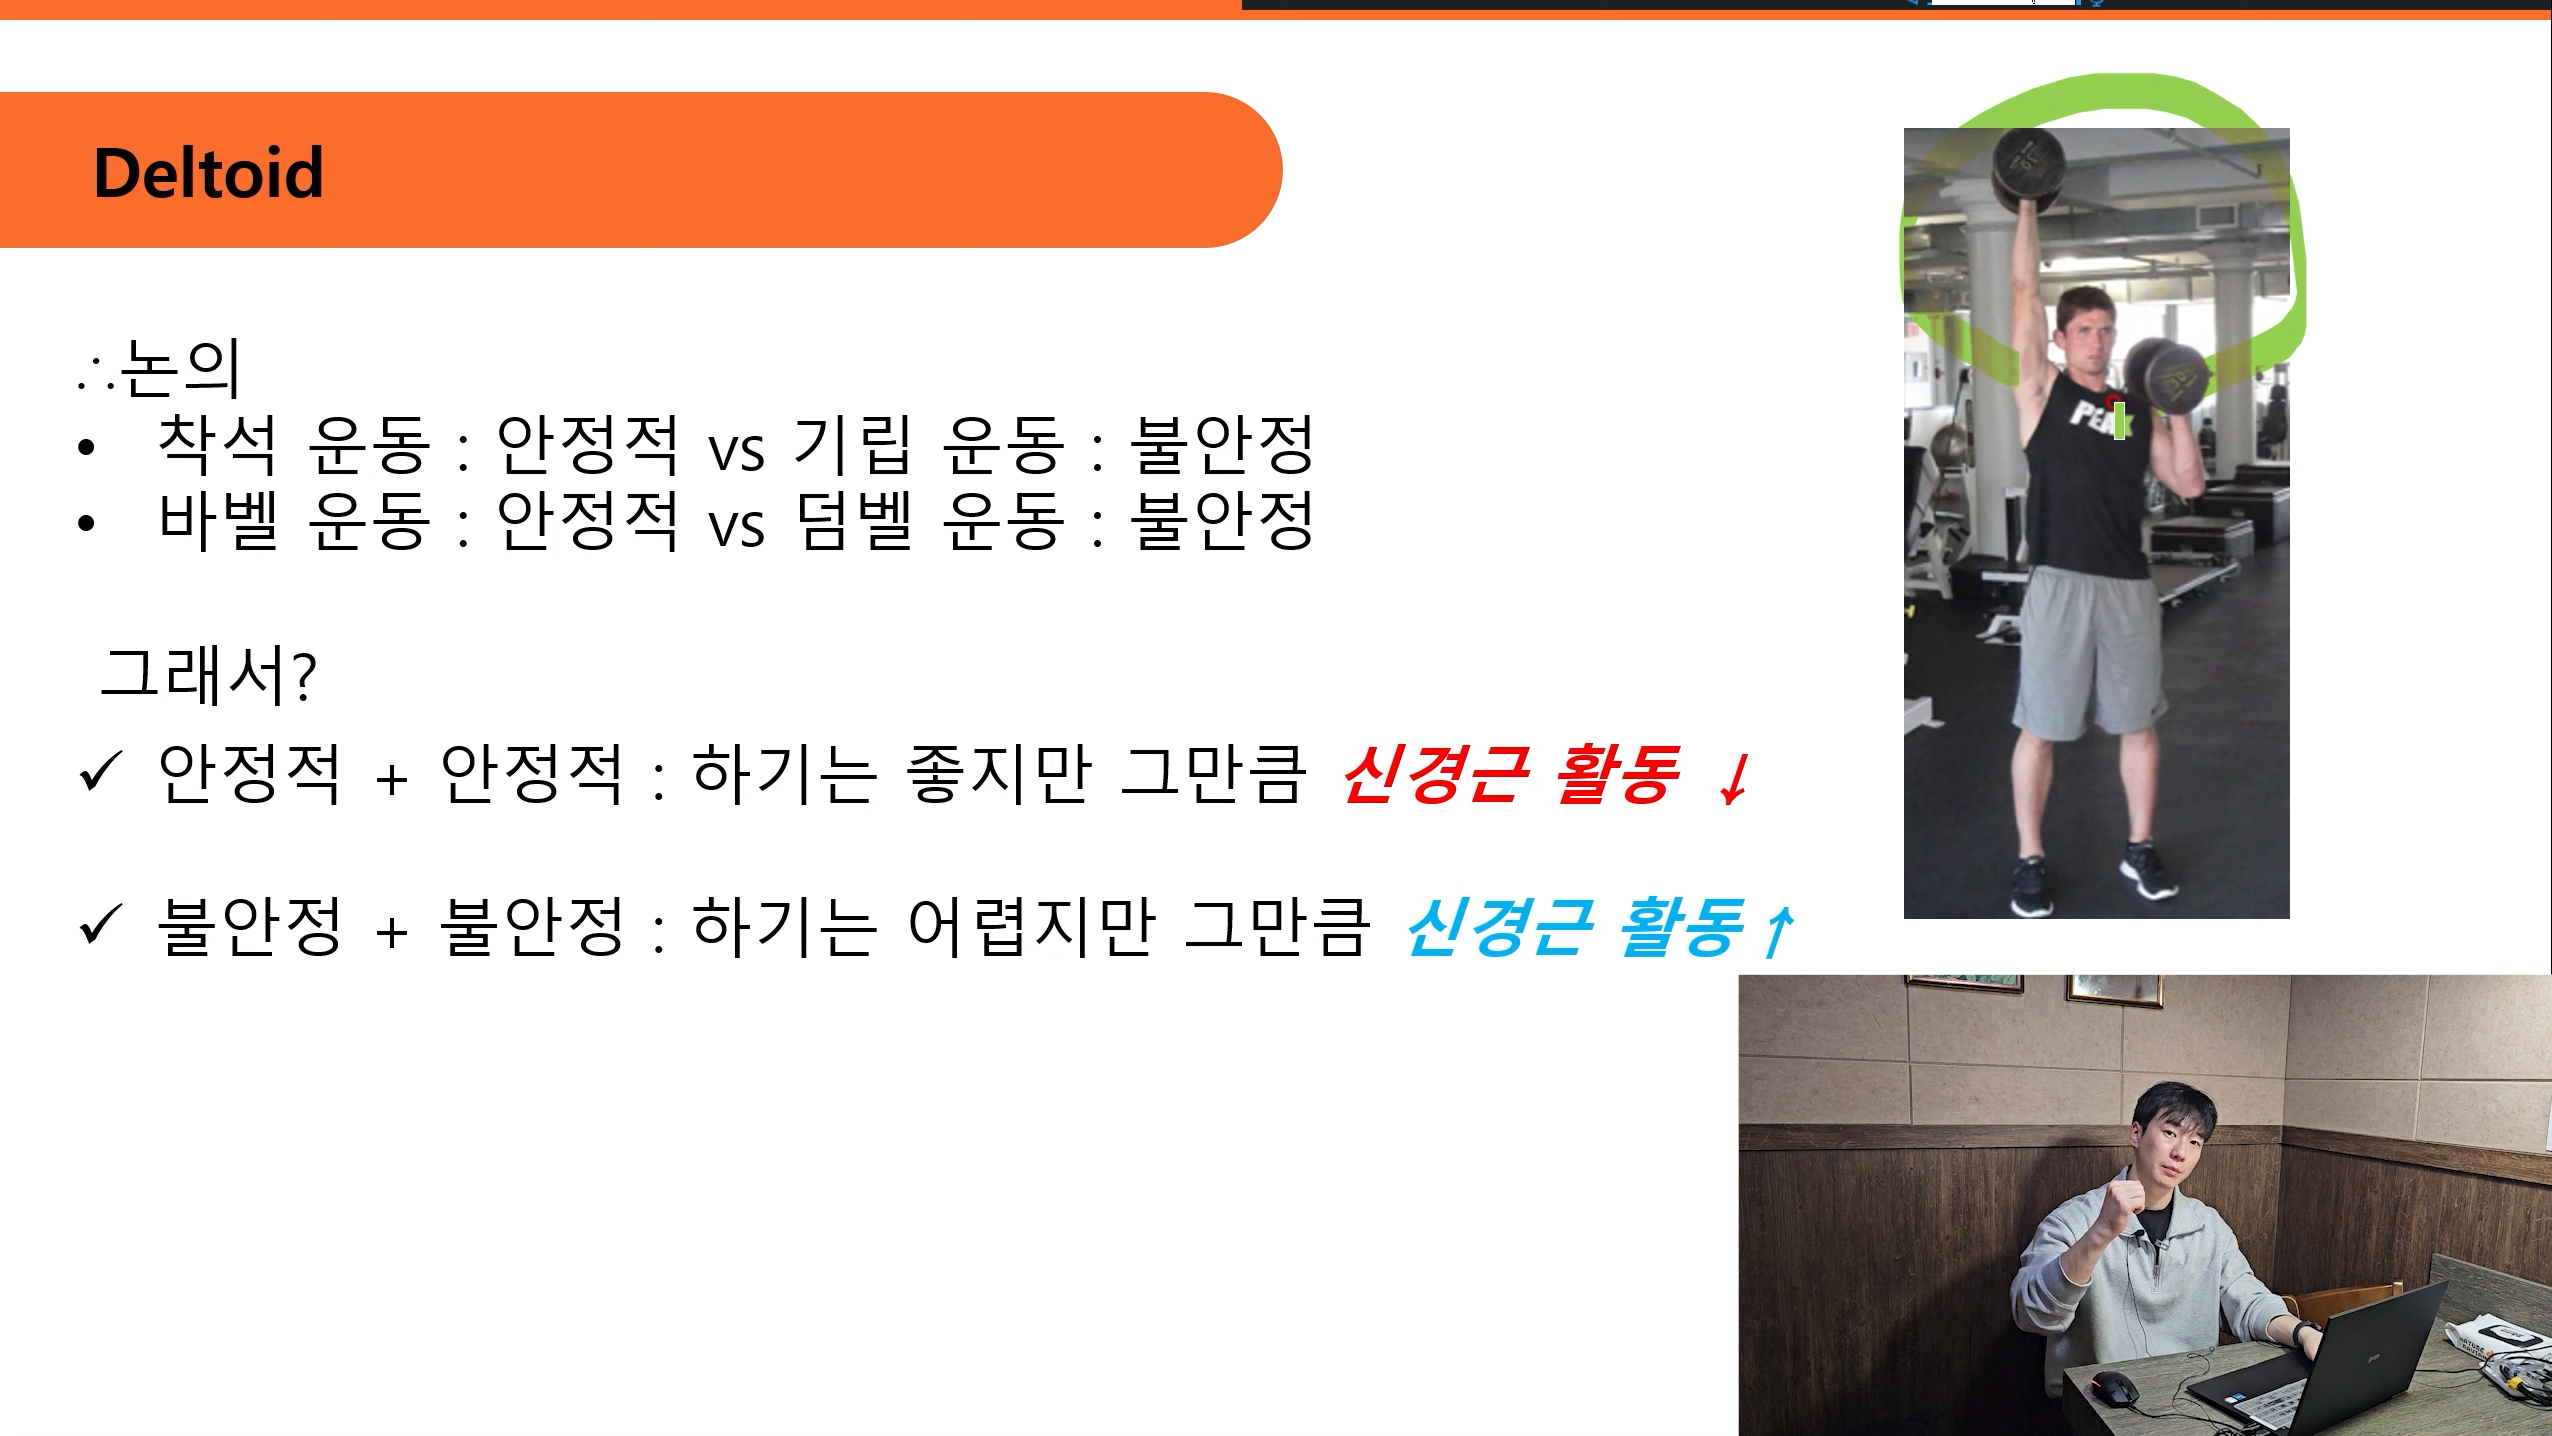 Deltoid
∴논의
• 착석 운동 : 안정적 vs 기립 운동 : 불안정
• 바벨 운동 : 안정적 vs 덤벨 운동 : 불안정
그래서?
✓ 안정적 + 안정적 : 하기는 좋지만 그만큼 신경근 활동 ↓
✓ 불안정 + 불안정 : 하기는 어렵지만 그만큼 신경근 활동↑